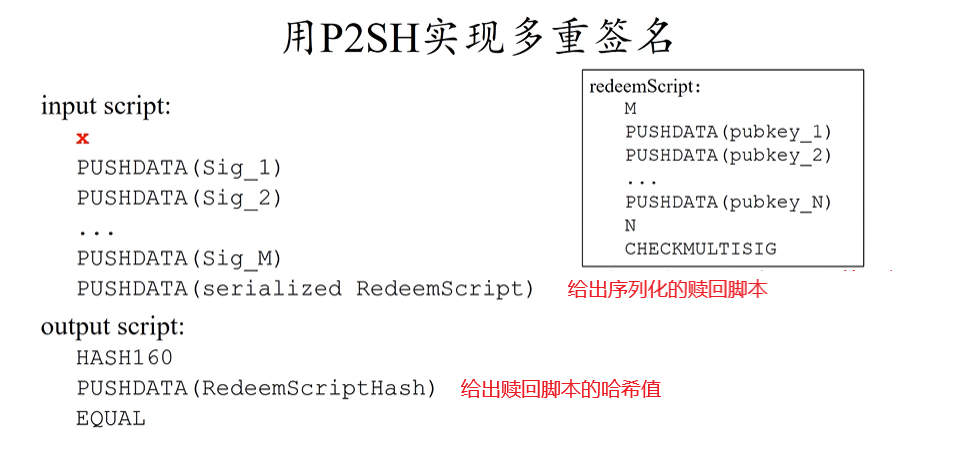 用P2SH实现多重签名
input script:
x
PUSHDATA(Sig_1)
PUSHDATA(Sig_2)
...
PUSHDATA(Sig_M)
PUSHDATA(serialized RedeemScript) 给出序列化的赎回脚本
output script:
HASH160
PUSHDATA(RedeemScriptHash) 给出赎回脚本的哈希值
EQUAL
redeemScript:
M
PUSHDATA(pubkey_1)
PUSHDATA(pubkey_2)
...
PUSHDATA(pubkey_N)
N
CHECKMULTISIG